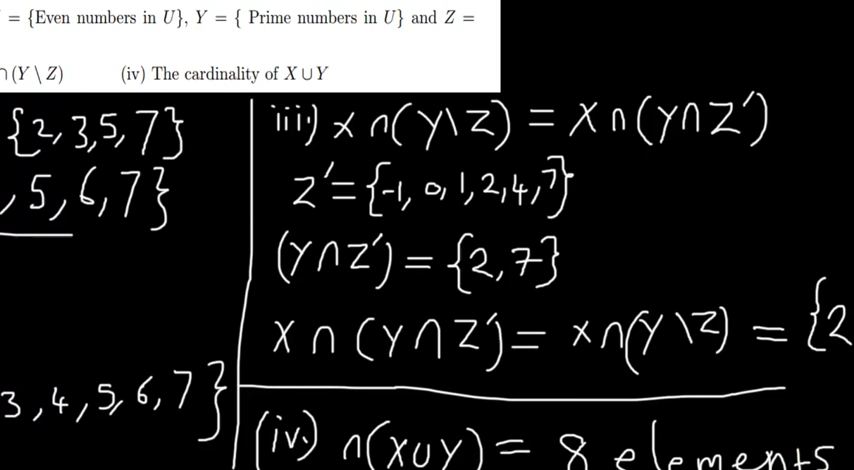 = {Even numbers in U}, Y = { Prime numbers in U} and Z =
∩ (Y \ Z) (iv) The cardinality of X ∪ Y
{2, 3, 5, 7}
, 5, 6, 7}
3, 4, 5, 6, 7}
iii) X ∩ (Y \ Z) = X ∩ (Y ∩ Z')
Z' = {-1, 0, 1, 2, 4, 7}
(Y ∩ Z') = {2, 7}
X ∩ (Y ∩ Z') = X ∩ (Y \ Z) = {2
(iv.) n(X ∪ Y) = 8 elements